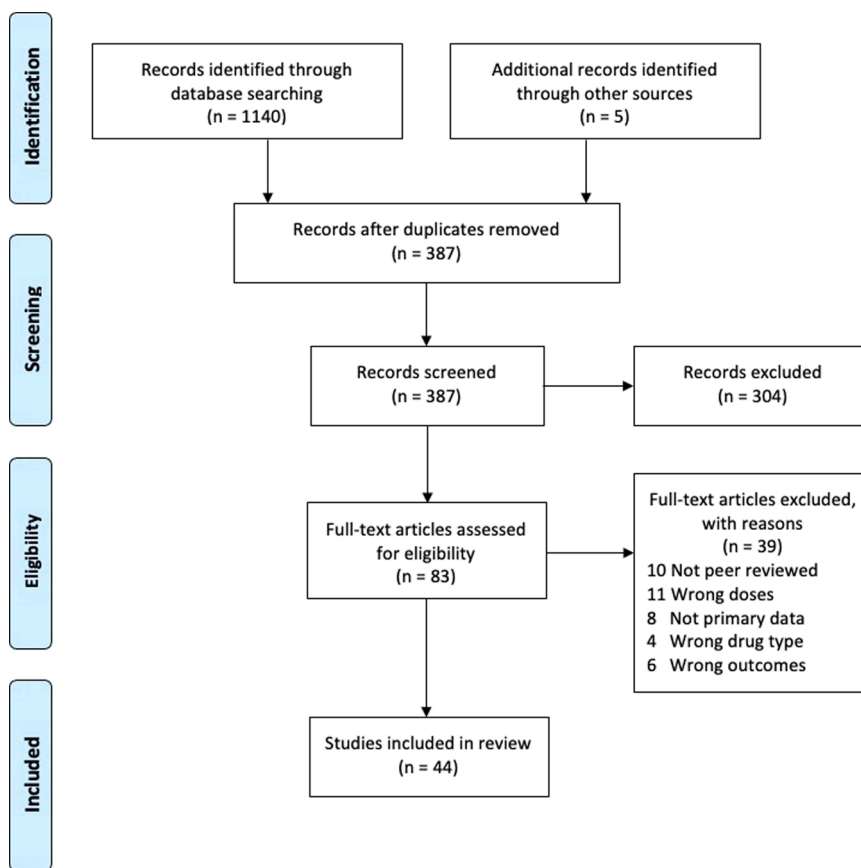 Identification
Records identified through
database searching
(n = 1140)
Additional records identified
through other sources
(n = 5)
Records after duplicates removed
(n = 387)
Screening
Records screened
(n = 387)
Records excluded
(n = 304)
Eligibility
Full-text articles assessed
for eligibility
(n = 83)
Full-text articles excluded,
with reasons
(n = 39)
10 Not peer reviewed
11 Wrong doses
8 Not primary data
4 Wrong drug type
6 Wrong outcomes
Included
Studies included in review
(n = 44)